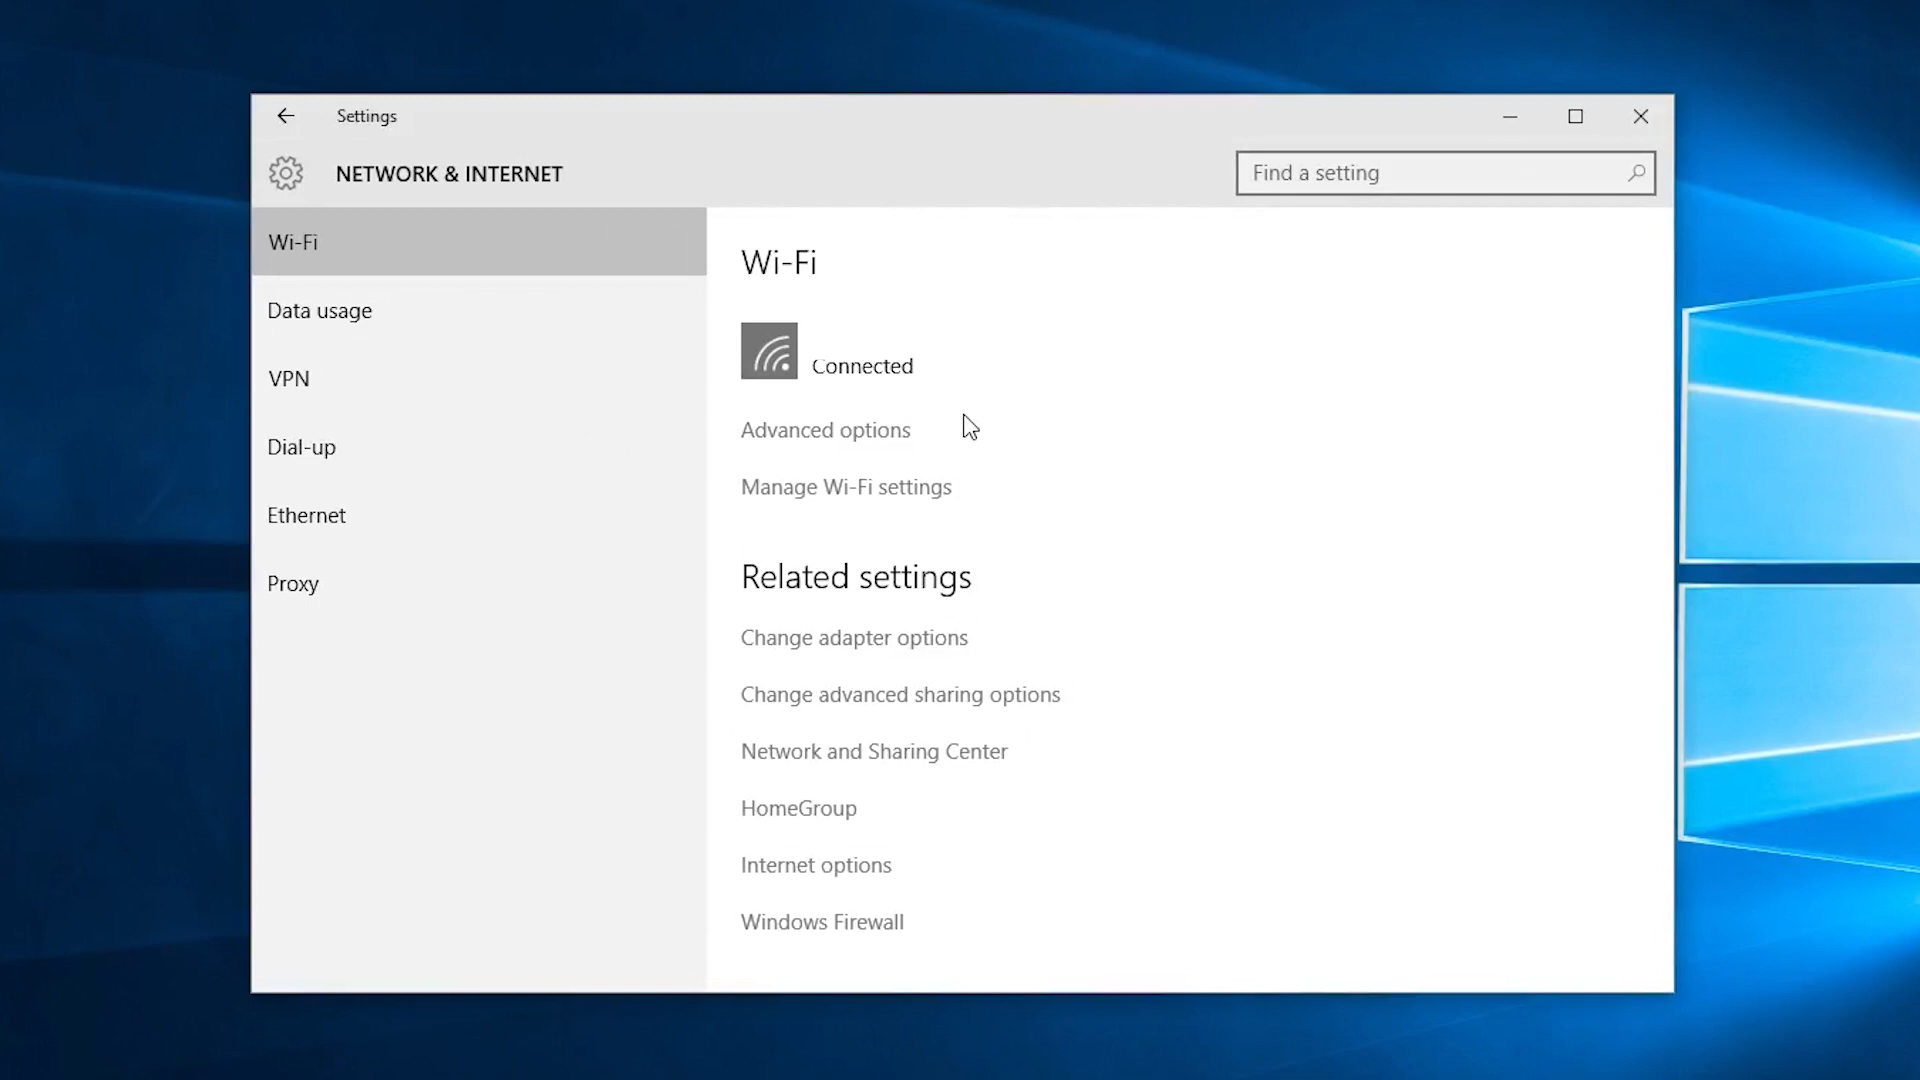 Settings
NETWORK & INTERNET
Find a setting
Wi-Fi
Data usage
VPN
Dial-up
Ethernet
Proxy
Wi-Fi
Connected
Advanced options
Manage Wi-Fi settings
Related settings
Change adapter options
Change advanced sharing options
Network and Sharing Center
HomeGroup
Internet options
Windows Firewall